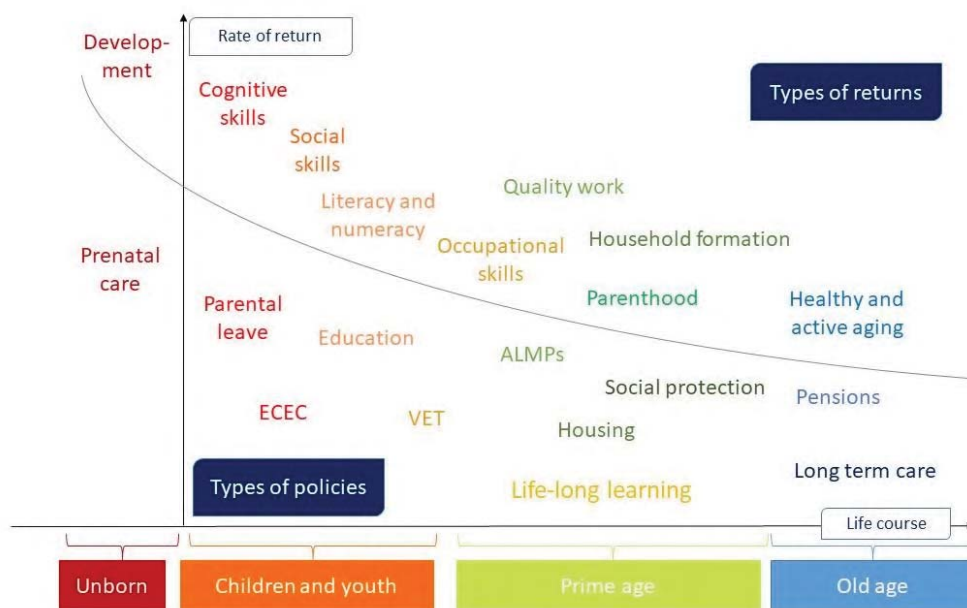 Develop-
ment
Rate of return
Cognitive
skills
Types of returns
Social
skills
Quality work
Literacy and
numeracy
Occupational
skills
Household formation
Prenatal
care
Parental
leave
Parenthood
Healthy and
active aging
Education
ALMPs
Social protection
Pensions
ECEC
VET
Housing
Types of policies
Life-long learning
Long term care
Life course
Unborn
Children and youth
Prime age
Old age